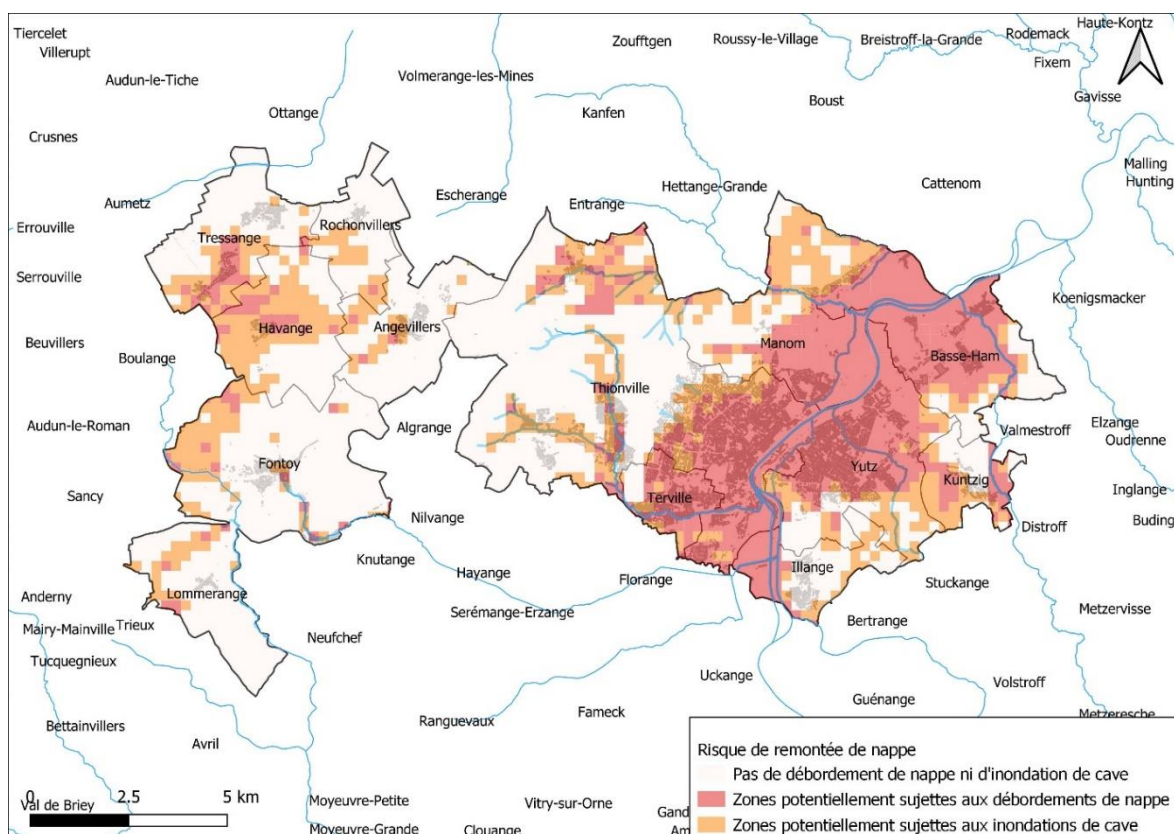 Tiercelet
Villerupt
Audun-le-Tiche
Ottange
Volmerange-les-Mines
Zoufftgen
Roussy-le-Village
Breistroff-la-Grande
Haute-Kontz
Rodemack
Fixem
Gavisse
Kanfen
Boust
Crusnes
Malling
Hunting
Aumetz
Escherange
Entrange
Hettange-Grande
Cattenom
Errouville
Tressange
Rochonvillers
Serrouville
Koenigsmacker
Havange
Angevillers
Beuvillers
Boulange
Manom
Basse-Ham
Thionville
Audun-le-Roman
Algrange
Valmestroff
Elzange
Oudrenne
Fontoy
Yutz
Kuntzig
Sancy
Nilvange
Terville
Inglange
Buding
Distroff
Knutange
Hayange
Florange
Illange
Stuckange
Anderny
Lommerange
Serémange-Erzange
Metzervisse
Mairy-Mainville
Trieux
Neufchef
Bertrange
Tucquegnieux
Uckange
Volstroff
Guénange
Bettainvillers
Ranguevaux
Fameck
Metzeresche
Avril
Risque de remontée de nappe
Pas de débordement de nappe ni d'inondation de cave
Zones potentiellement sujettes aux débordements de nappe
Zones potentiellement sujettes aux inondations de cave
0 2.5 5 km
Val de Briey
Moyeuvre-Petite
Moyeuvre-Grande
Vitry-sur-Orne
Clouange
Gand